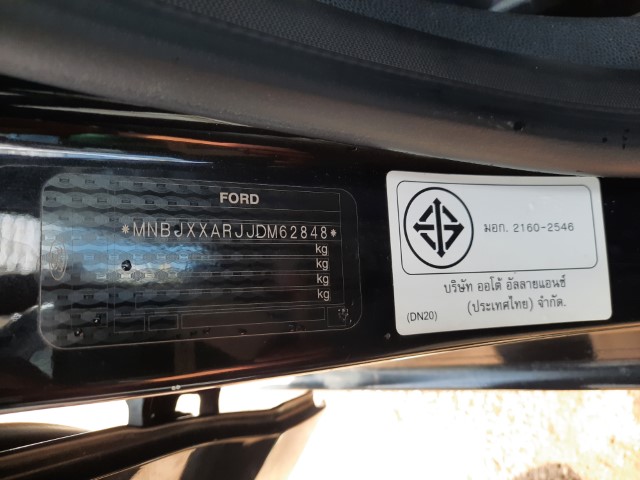 FORD
*MNBJXXARJJDM62848*
kg
kg
kg
kg
มอก. 2160-2546
บริษัท ออโต้ อัลลายแอนซ์
(ประเทศไทย) จำกัด.
(DN20)